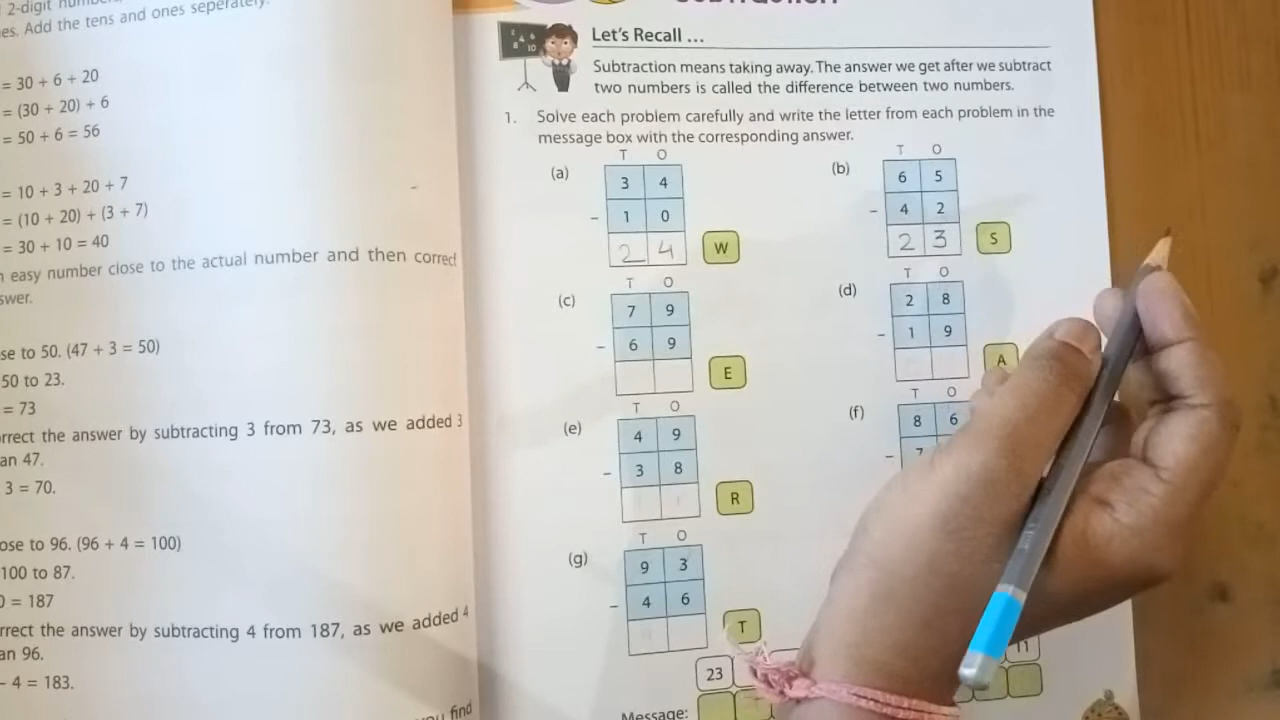 2-digit
es. Add the tens and ones seperately.
= 30 + 6 + 20
= (30 + 20) + 6
= 50 + 6 = 56
= 10 + 3 + 20 + 7
= (10 + 20) + (3 + 7)
= 30 + 10 = 40
easy number close to the actual number and then correct
swer.
se to 50. (47 + 3 = 50)
50 to 23.
= 73
rrect the answer by subtracting 3 from 73, as we added 3
an 47.
3 = 70.
ose to 96. (96 + 4 = 100)
100 to 87.
0 = 187
rrect the answer by subtracting 4 from 187, as we added 4
an 96.
- 4 = 183.
find
Let's Recall ...
Subtraction means taking away. The answer we get after we subtract
two numbers is called the difference between two numbers.
1. Solve each problem carefully and write the letter from each problem in the
message box with the corresponding answer.
(a) T O
3 4
- 1 0
2 4 W
(b) T O
6 5
- 4 2
2 3 S
(c) T O
7 9
- 6 9
E
(d) T O
2 8
- 1 9
A
(e) T O
4 9
- 3 8
R
(f) T O
8 6
- 7
(g) T O
9 3
- 4 6
T
23 11
Message: